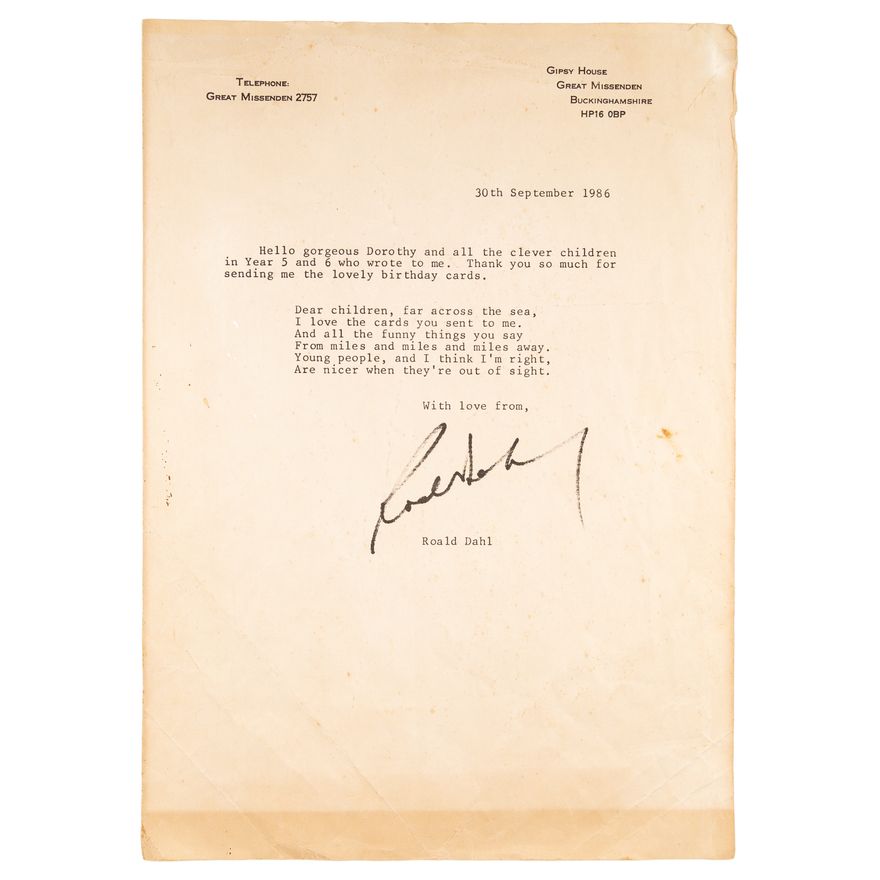 TELEPHONE:
GREAT MISSENDEN 2757
GIPSY HOUSE
GREAT MISSENDEN
BUCKINGHAMSHIRE
HP16 0BP
30th September 1986
Hello gorgeous Dorothy and all the clever children
in Year 5 and 6 who wrote to me. Thank you so much for
sending me the lovely birthday cards.
Dear children, far across the sea,
I love the cards you sent to me.
And all the funny things you say
From miles and miles and miles away.
Young people, and I think I'm right,
Are nicer when they're out of sight.
With love from,
Roald Dahl
Roald Dahl